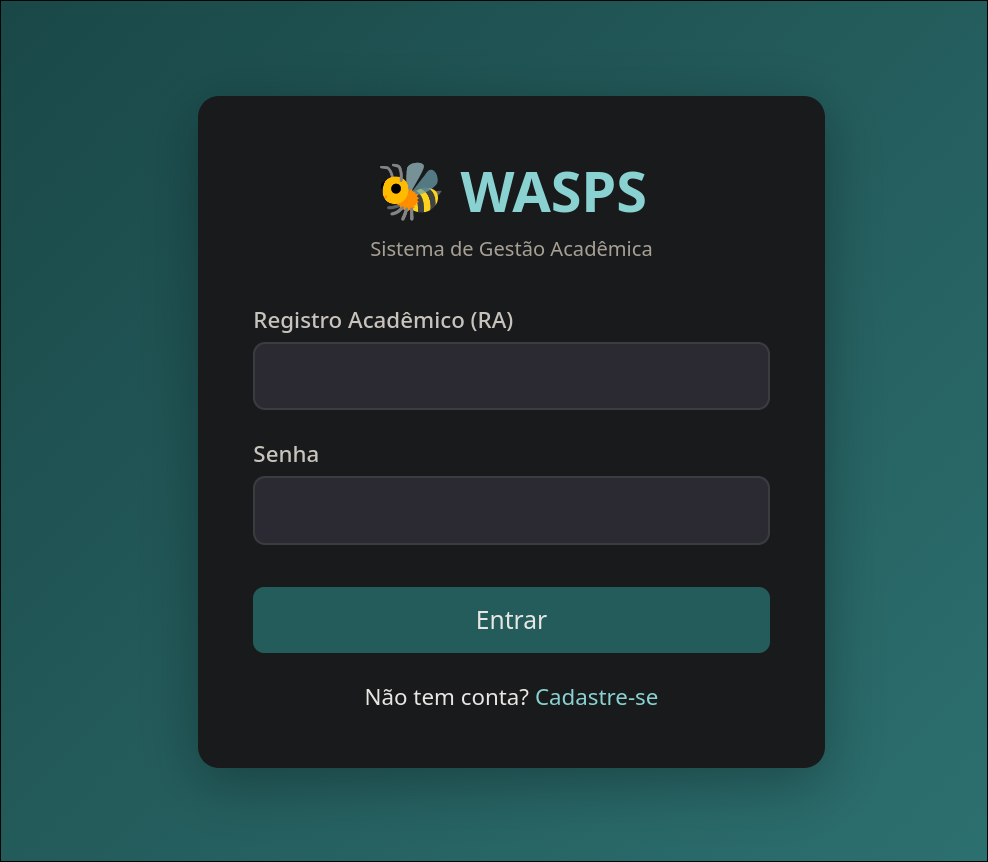 WASPS
Sistema de Gestão Acadêmica
Registro Acadêmico (RA)
Senha
Entrar
Não tem conta? Cadastre-se